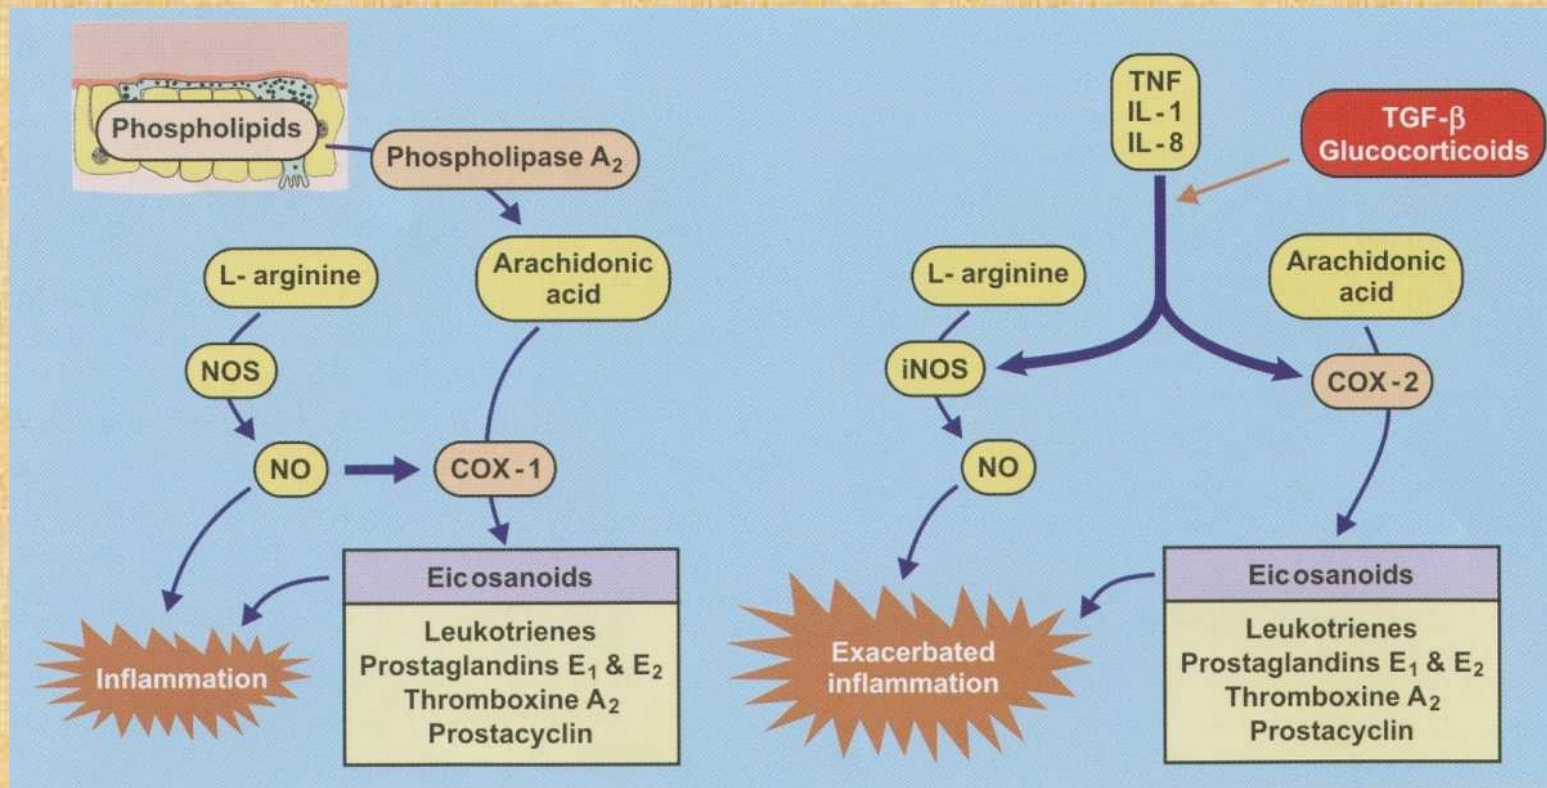 Phospholipids
Phospholipase A₂
L- arginine
Arachidonic
acid
NOS
NO
COX - 1
Eicosanoids
Leukotrienes
Prostaglandins E₁ & E₂
Thromboxine A₂
Prostacyclin
Inflammation
TNF
IL - 1
IL - 8
TGF-β
Glucocorticoids
L- arginine
Arachidonic
acid
iNOS
COX - 2
NO
Eicosanoids
Leukotrienes
Prostaglandins E₁ & E₂
Thromboxine A₂
Prostacyclin
Exacerbated
inflammation